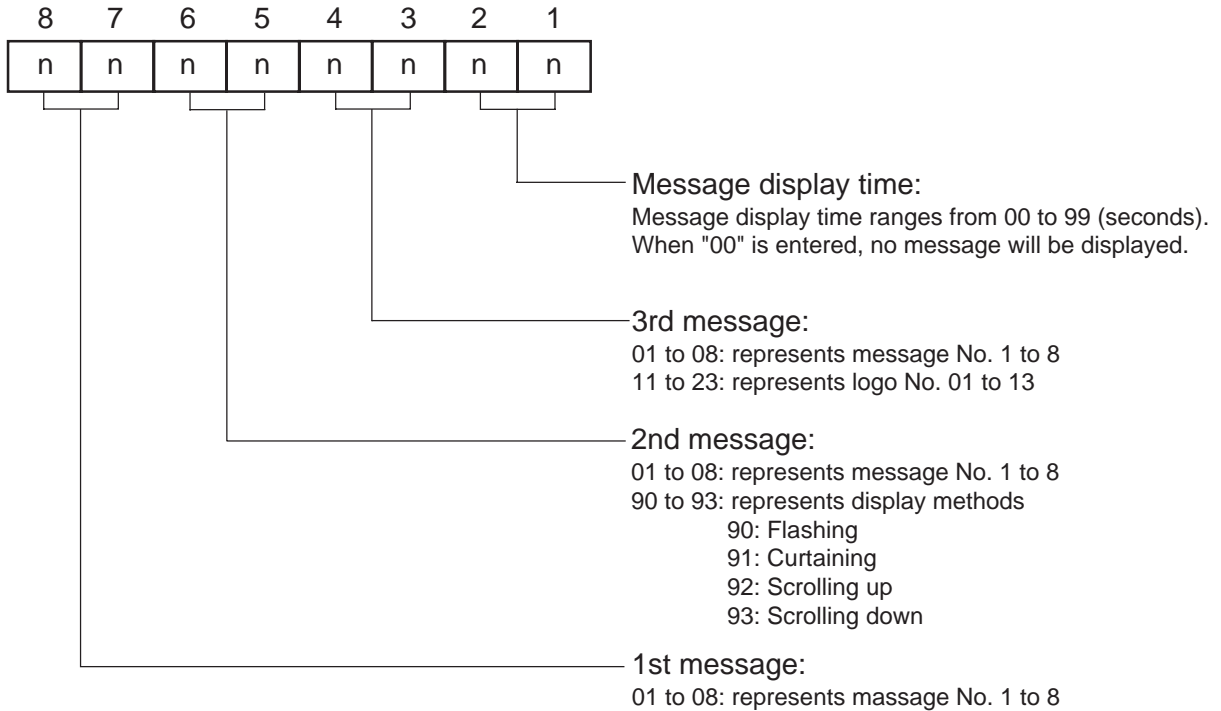 8 7 6 5 4 3 2 1
n n n n n n n n
Message display time:
Message display time ranges from 00 to 99 (seconds).
When "00" is entered, no message will be displayed.
3rd message:
01 to 08: represents message No. 1 to 8
11 to 23: represents logo No. 01 to 13
2nd message:
01 to 08: represents message No. 1 to 8
90 to 93: represents display methods
90: Flashing
91: Curtaining
92: Scrolling up
93: Scrolling down
1st message:
01 to 08: represents massage No. 1 to 8